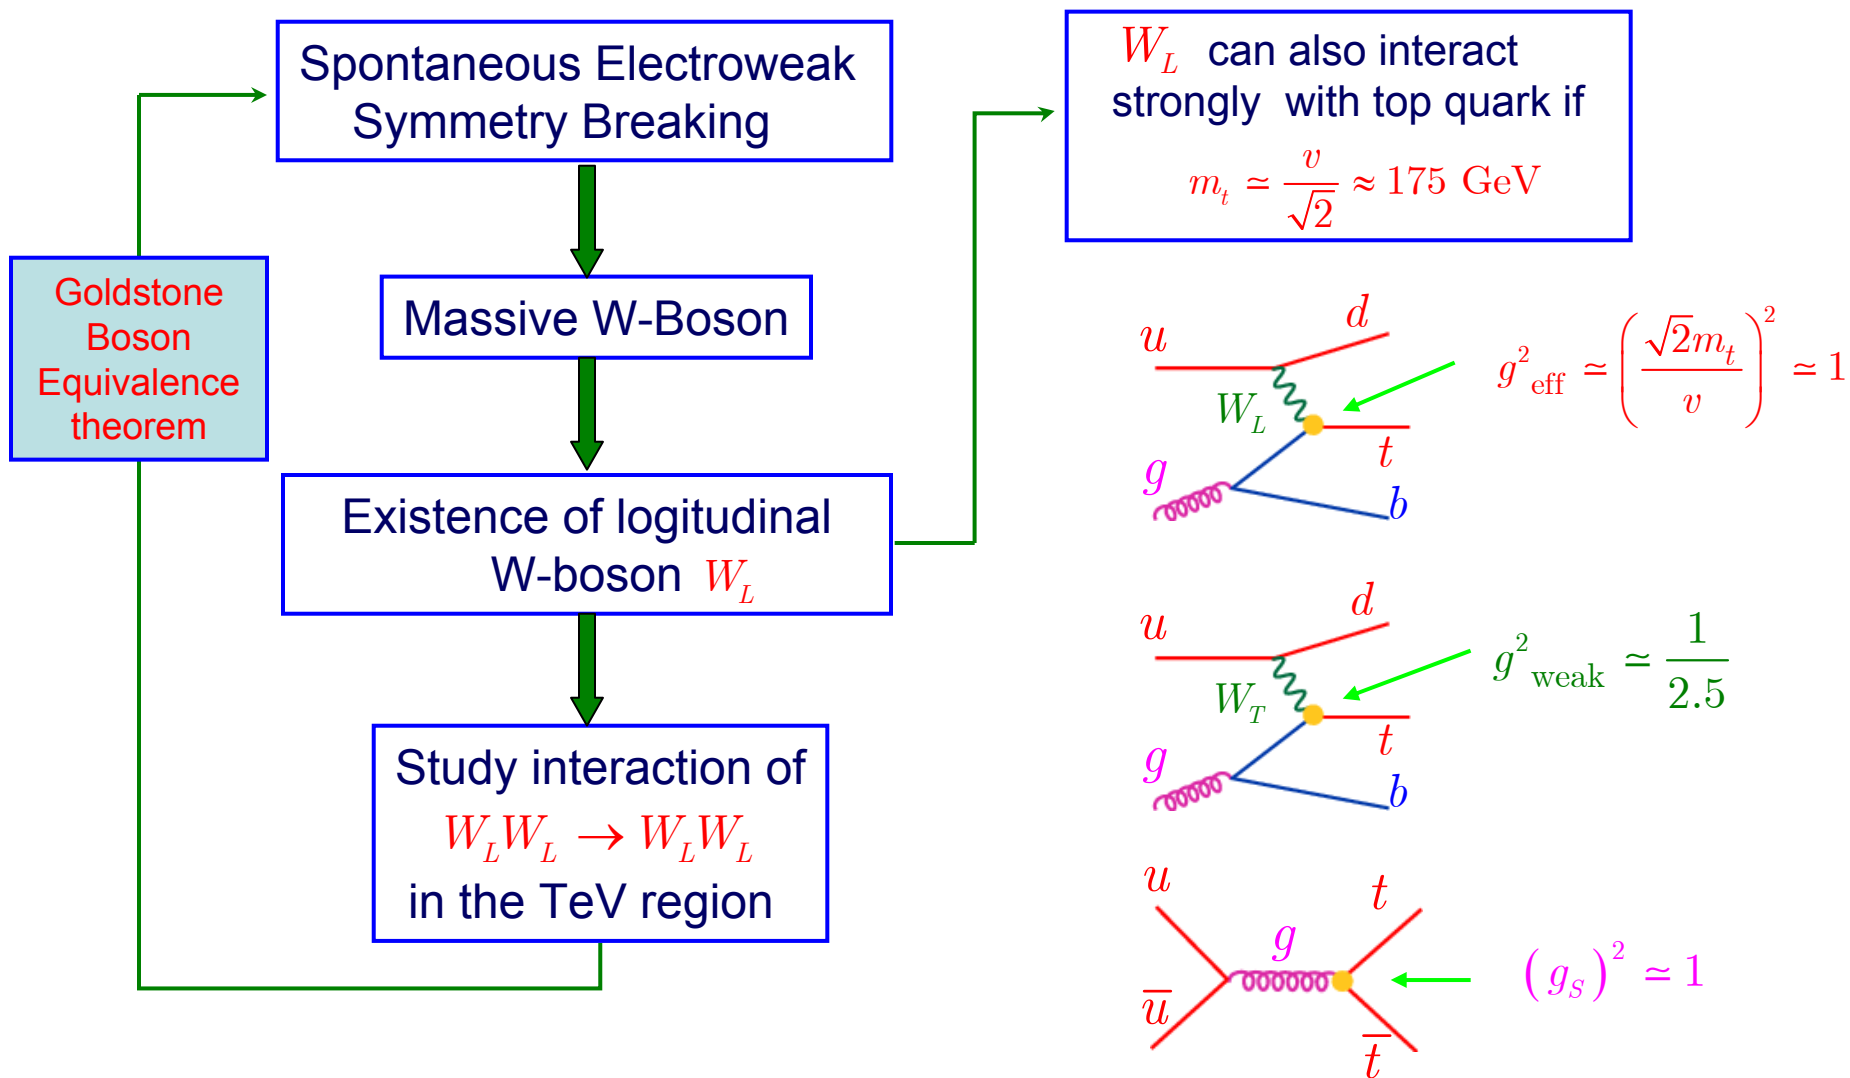 Spontaneous Electroweak
Symmetry Breaking
Massive W-Boson
Existence of logitudinal
W-boson W_L
Study interaction of
W_L W_L → W_L W_L
in the TeV region
Goldstone
Boson
Equivalence
theorem
W_L can also interact
strongly with top quark if
m_t ≃ v/√2 ≈ 175 GeV
u
d
W_L
t
g
b
g²_eff ≃ (√2m_t/v)² ≃ 1
u
d
W_T
t
g
b
g²_weak ≃ 1/2.5
u
t
g
u̅
t̅
(g_S)² ≃ 1